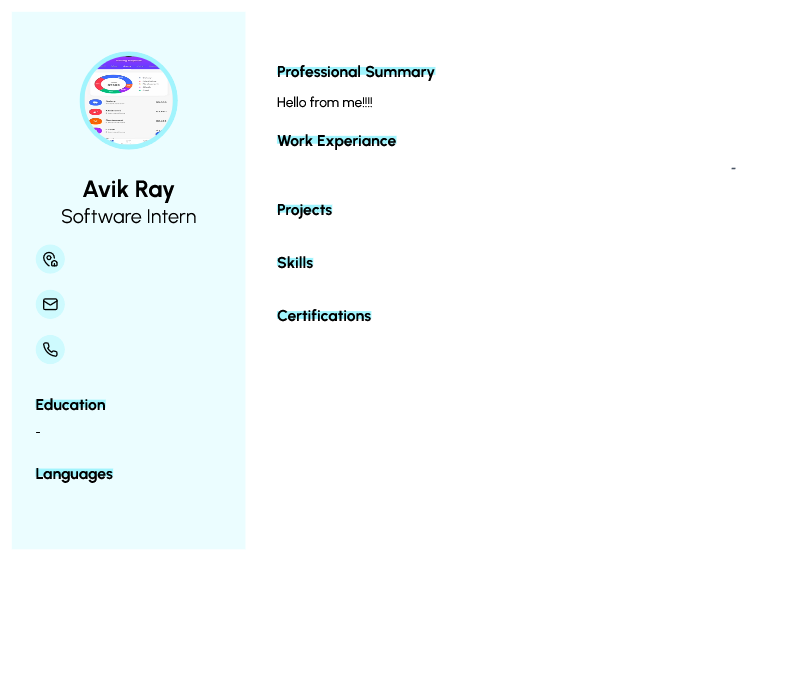 Avik Ray
Software Intern
Education
-
Languages
Professional Summary
Hello from me!!!!
Work Experiance
-
Projects
Skills
Certifications